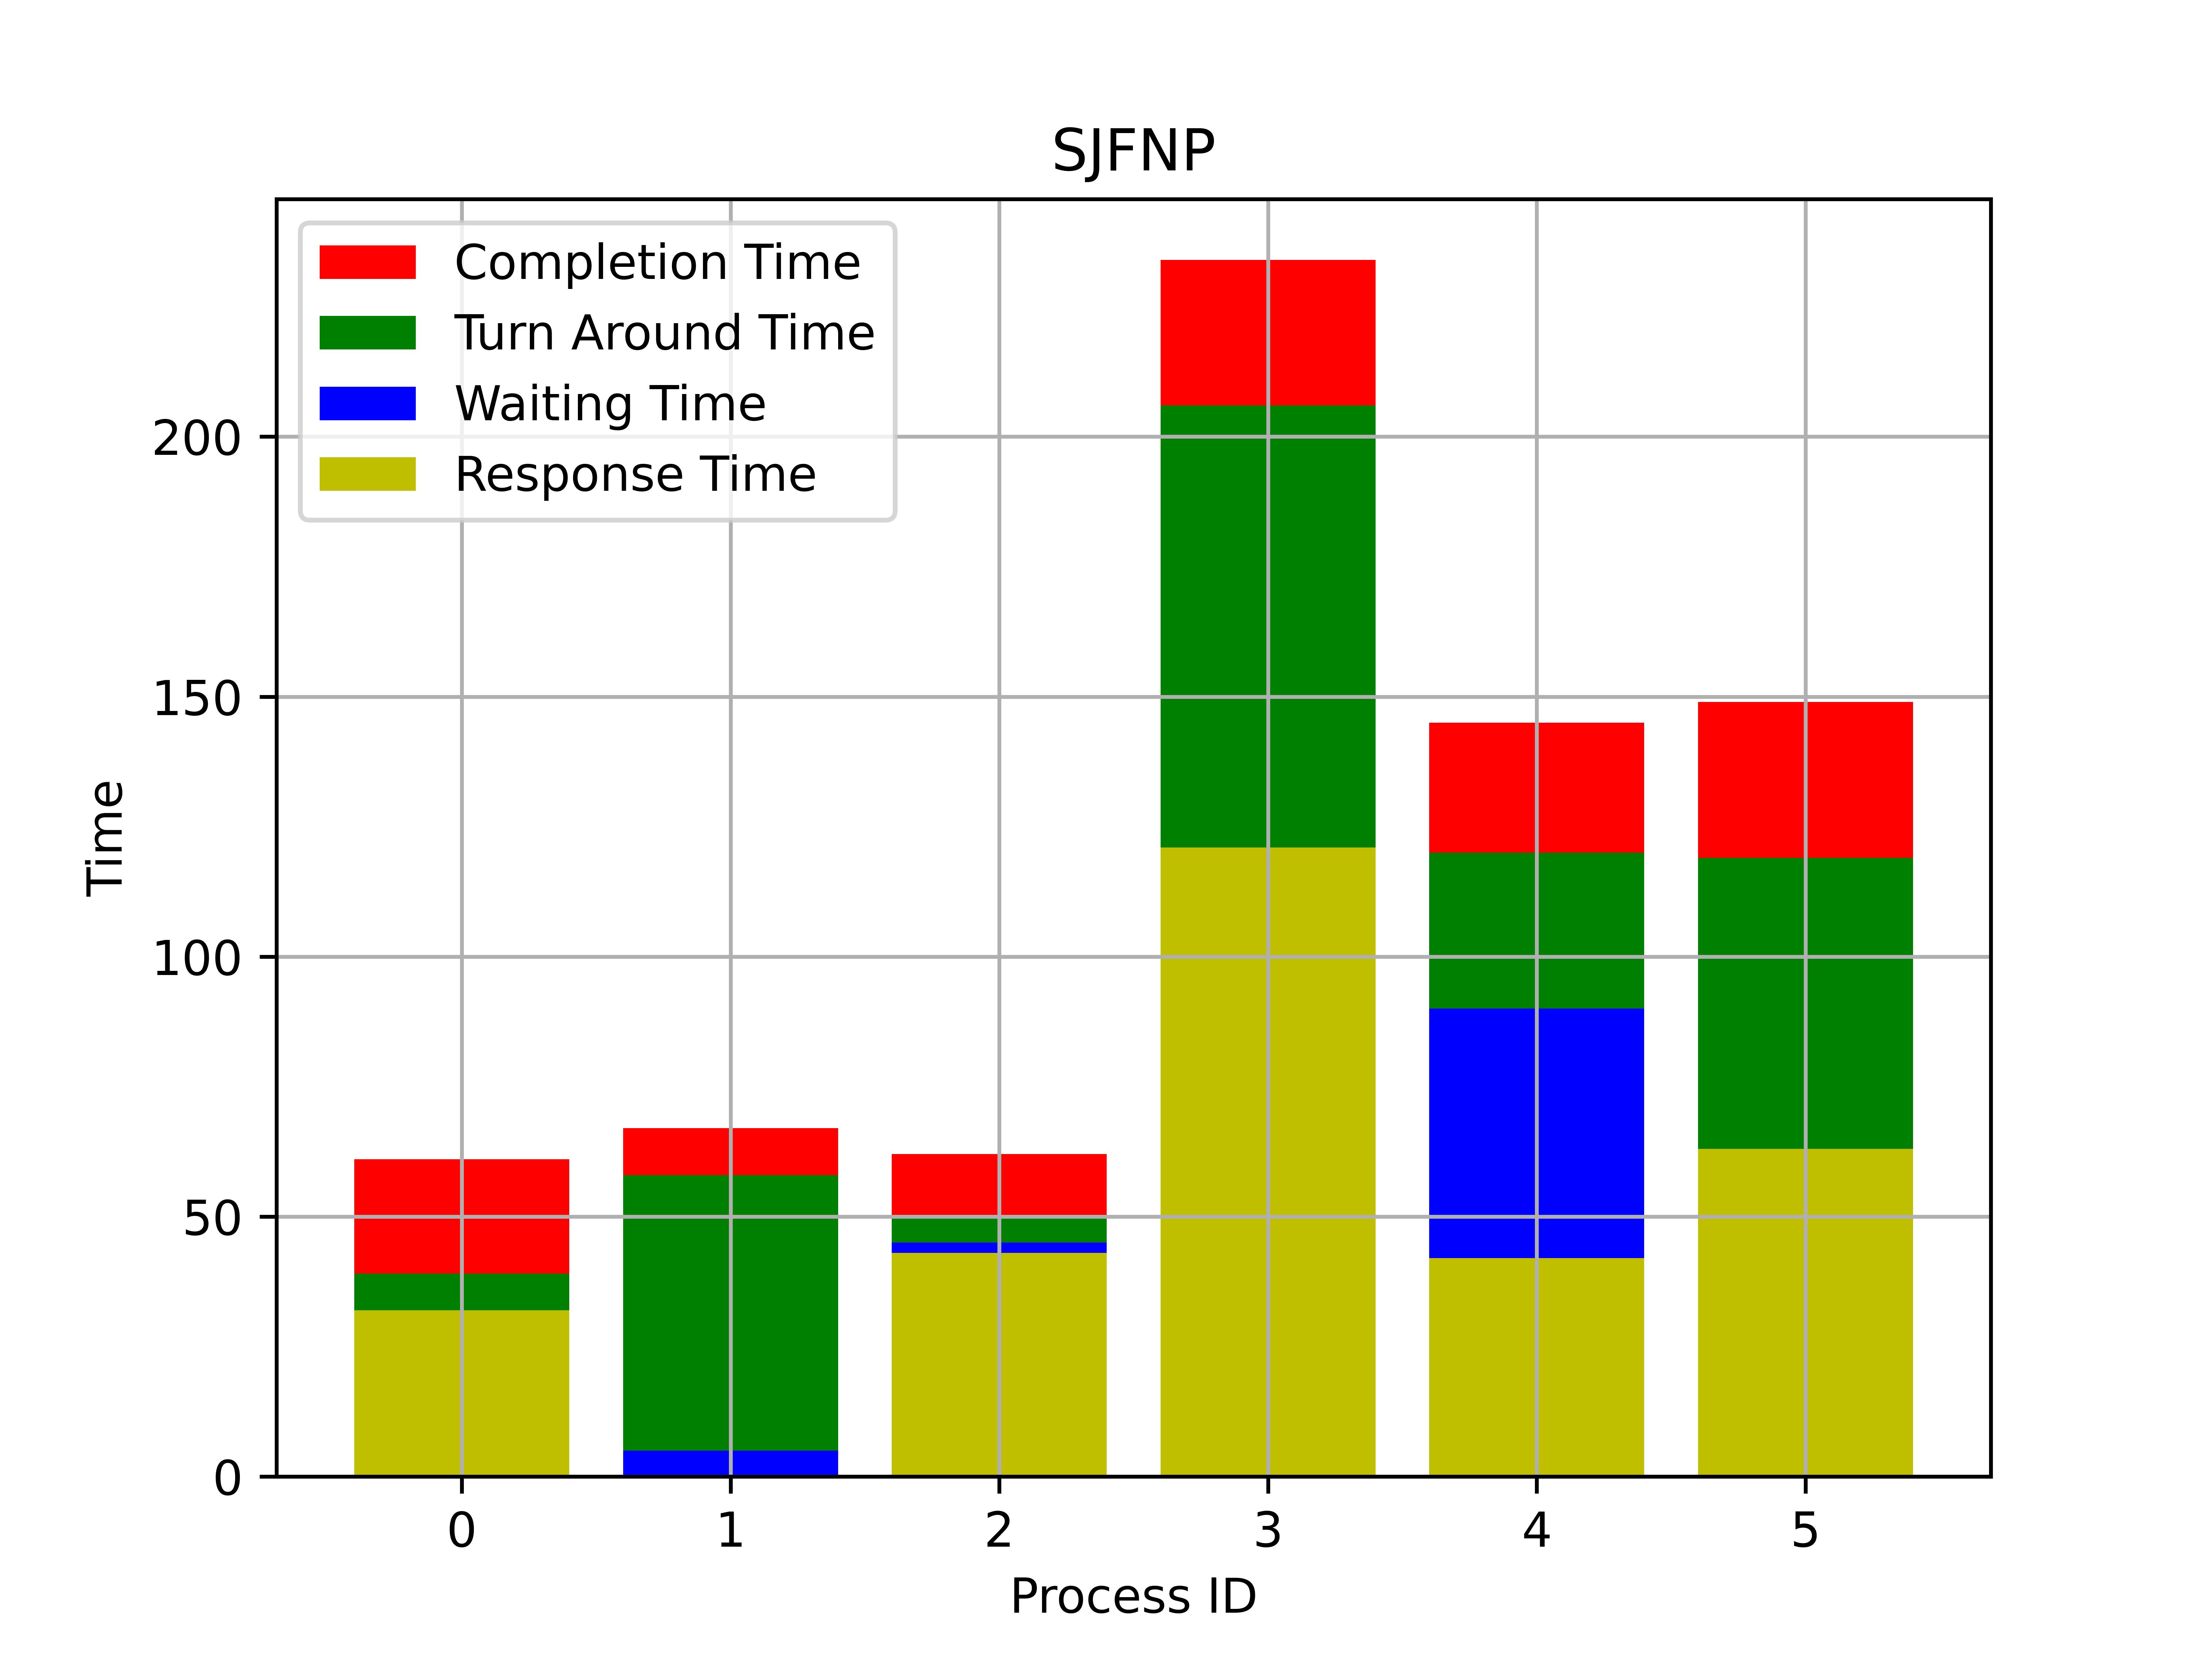 SJFNP
Completion Time
Turn Around Time
Waiting Time
Response Time
200
150
100
50
0
Time
0 1 2 3 4 5
Process ID